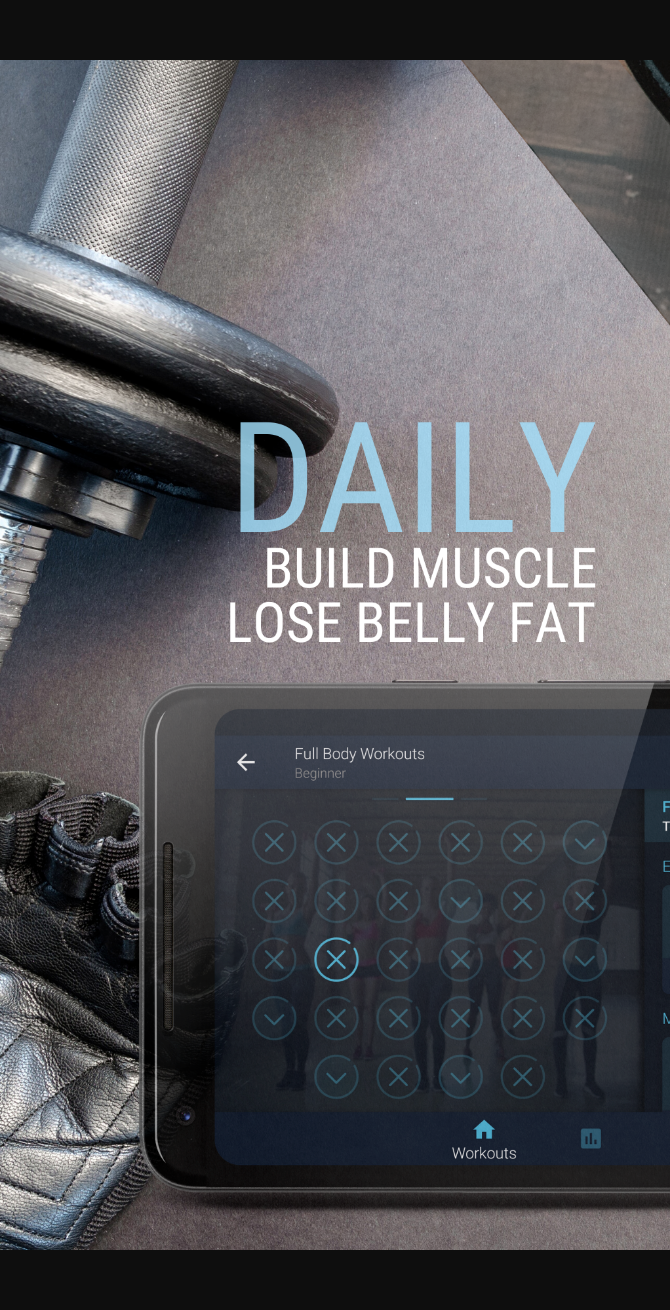 DAILY
BUILD MUSCLE
LOSE BELLY FAT
Full Body Workouts
Beginner
Workouts